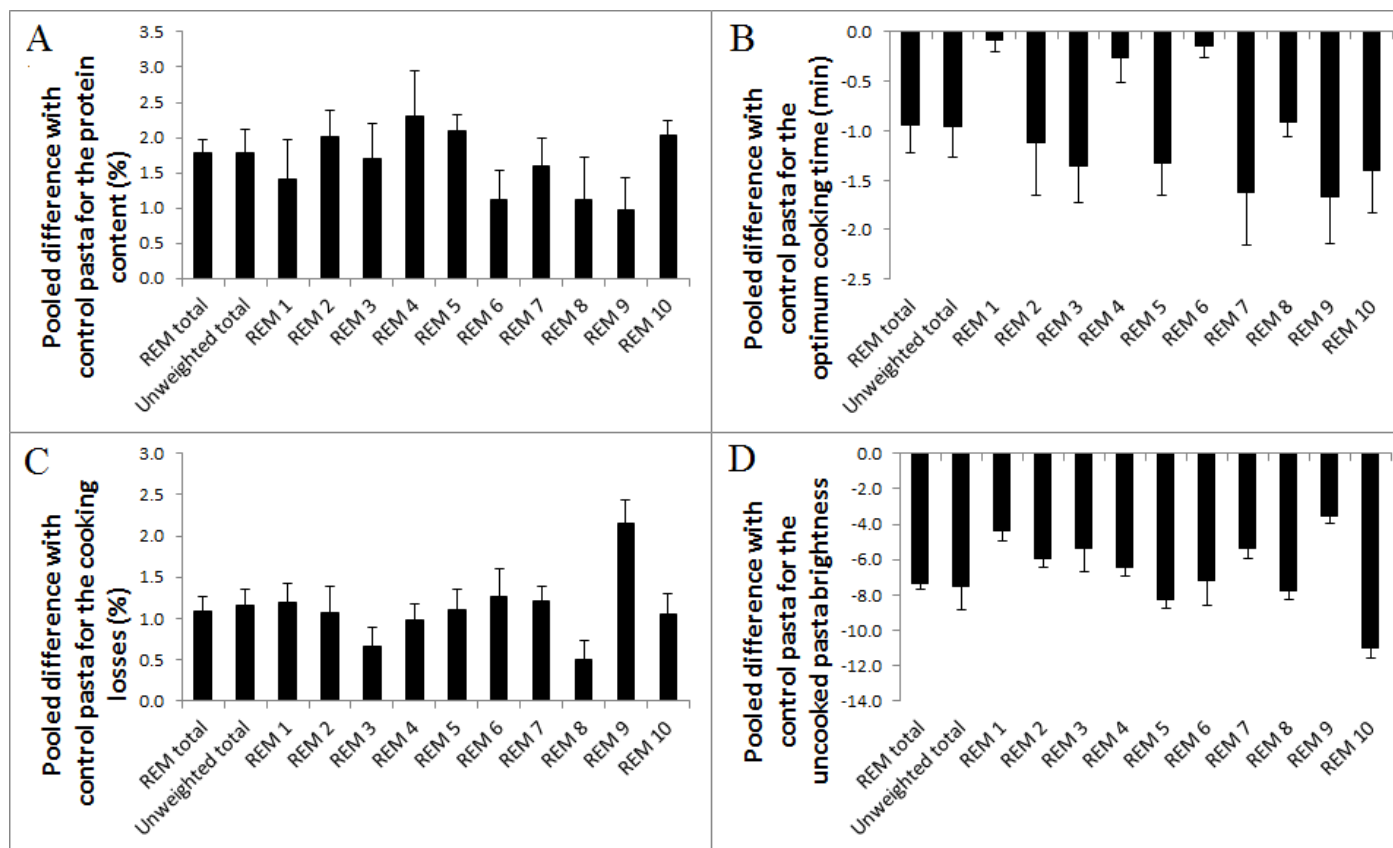 A
Pooled difference with
control pasta for the protein
content (%)
3.5
3.0
2.5
2.0
1.5
1.0
0.5
0.0
REM total
Unweighted total
REM 1
REM 2
REM 3
REM 4
REM 5
REM 6
REM 7
REM 8
REM 9
REM 10
B
Pooled difference with
control pasta for the
optimum cooking time (min)
0.0
-0.5
-1.0
-1.5
-2.0
-2.5
REM total
Unweighted total
REM 1
REM 2
REM 3
REM 4
REM 5
REM 6
REM 7
REM 8
REM 9
REM 10
C
Pooled difference with
control pasta for the cooking
losses (%)
3.0
2.5
2.0
1.5
1.0
0.5
0.0
REM total
Unweighted total
REM 1
REM 2
REM 3
REM 4
REM 5
REM 6
REM 7
REM 8
REM 9
REM 10
D
Pooled difference with
control pasta for the
uncooked pasta brightness
0.0
-2.0
-4.0
-6.0
-8.0
-10.0
-12.0
-14.0
REM total
Unweighted total
REM 1
REM 2
REM 3
REM 4
REM 5
REM 6
REM 7
REM 8
REM 9
REM 10